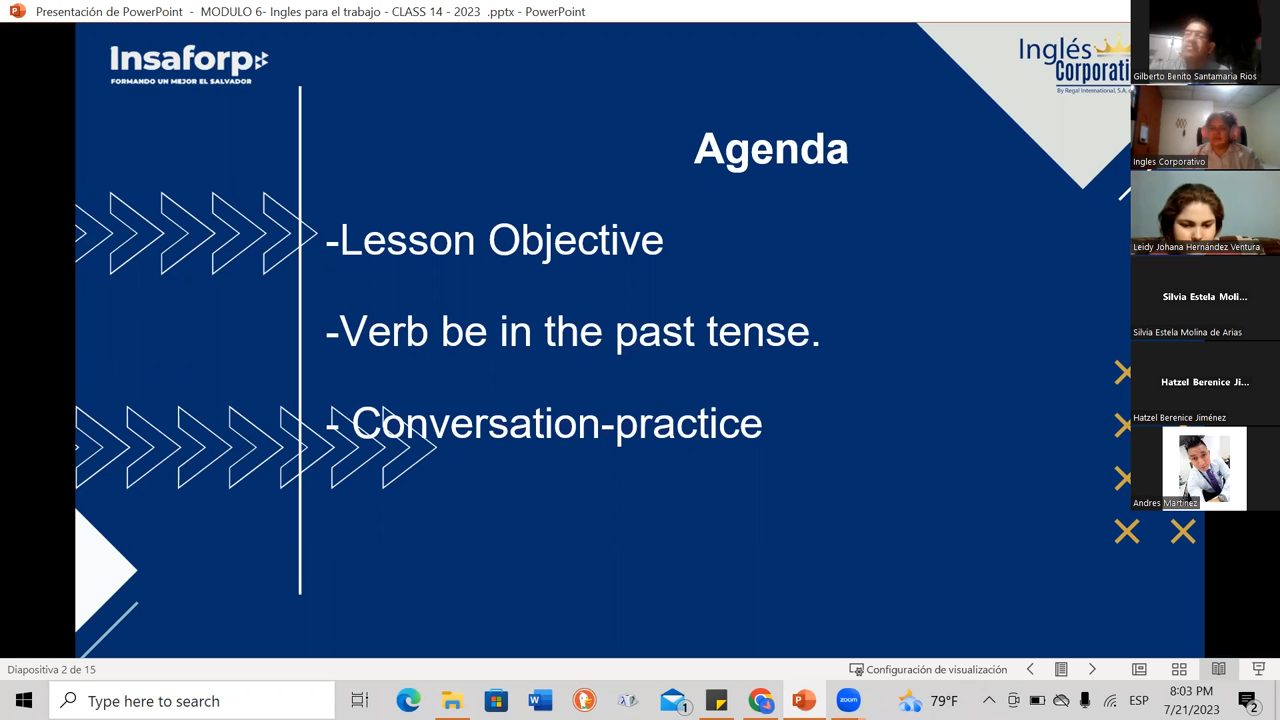 Presentación de PowerPoint - MODULO 6- Ingles para el trabajo - CLASS 14 - 2023 .pptx - PowerPoint
Insaforp
FORMANDO UN MEJOR EL SALVADOR
Inglés
Corporati
By Regal International, S.A.
Agenda
-Lesson Objective
-Verb be in the past tense.
- Conversation-practice
Gilberto Benito Santamaria Rios
Ingles Corporativo
Leidy Johana Hernández Ventura
Silvia Estela Moli...
Silvia Estela Molina de Arias
Hatzel Berenice Ji...
Hatzel Berenice Jiménez
Andres Martinez
Diapositiva 2 de 15
Configuración de visualización
Type here to search
1
zoom
79°F
ESP
8:03 PM
7/21/2023
2